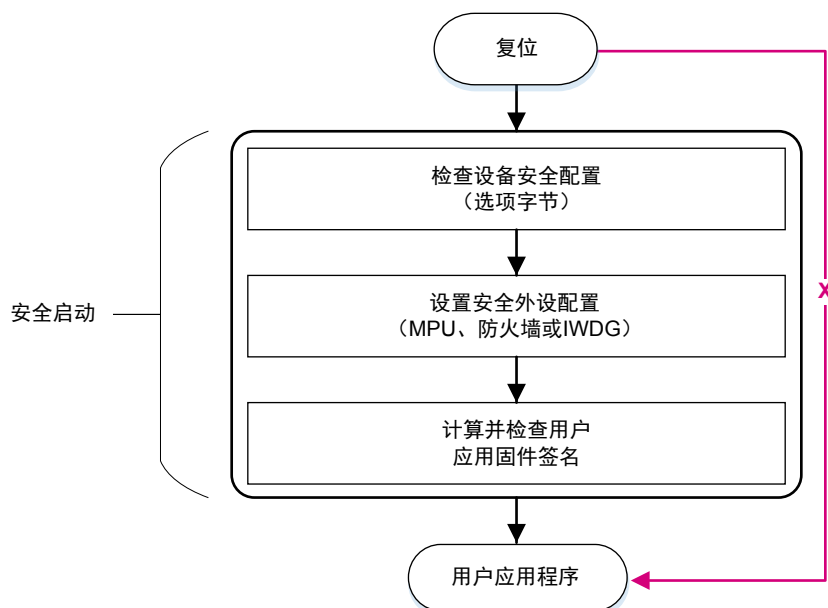 复位
检查设备安全配置
（选项字节）
设置安全外设配置
（MPU、防火墙或IWDG）
安全启动
X
计算并检查用户
应用固件签名
用户应用程序